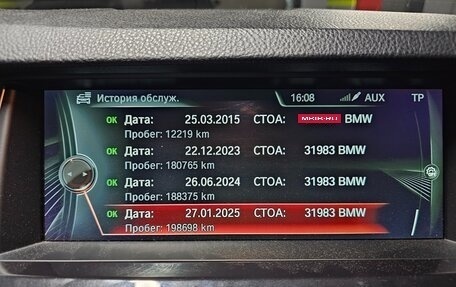 История обслуж. 16:08 AUX TP
OK Дата: 25.03.2015 СТОА: BMW
Пробег: 12219 km
OK Дата: 22.12.2023 СТОА: 31983 BMW
Пробег: 180765 km
OK Дата: 26.06.2024 СТОА: 31983 BMW
Пробег: 188375 km
OK Дата: 27.01.2025 СТОА: 31983 BMW
Пробег: 198698 km